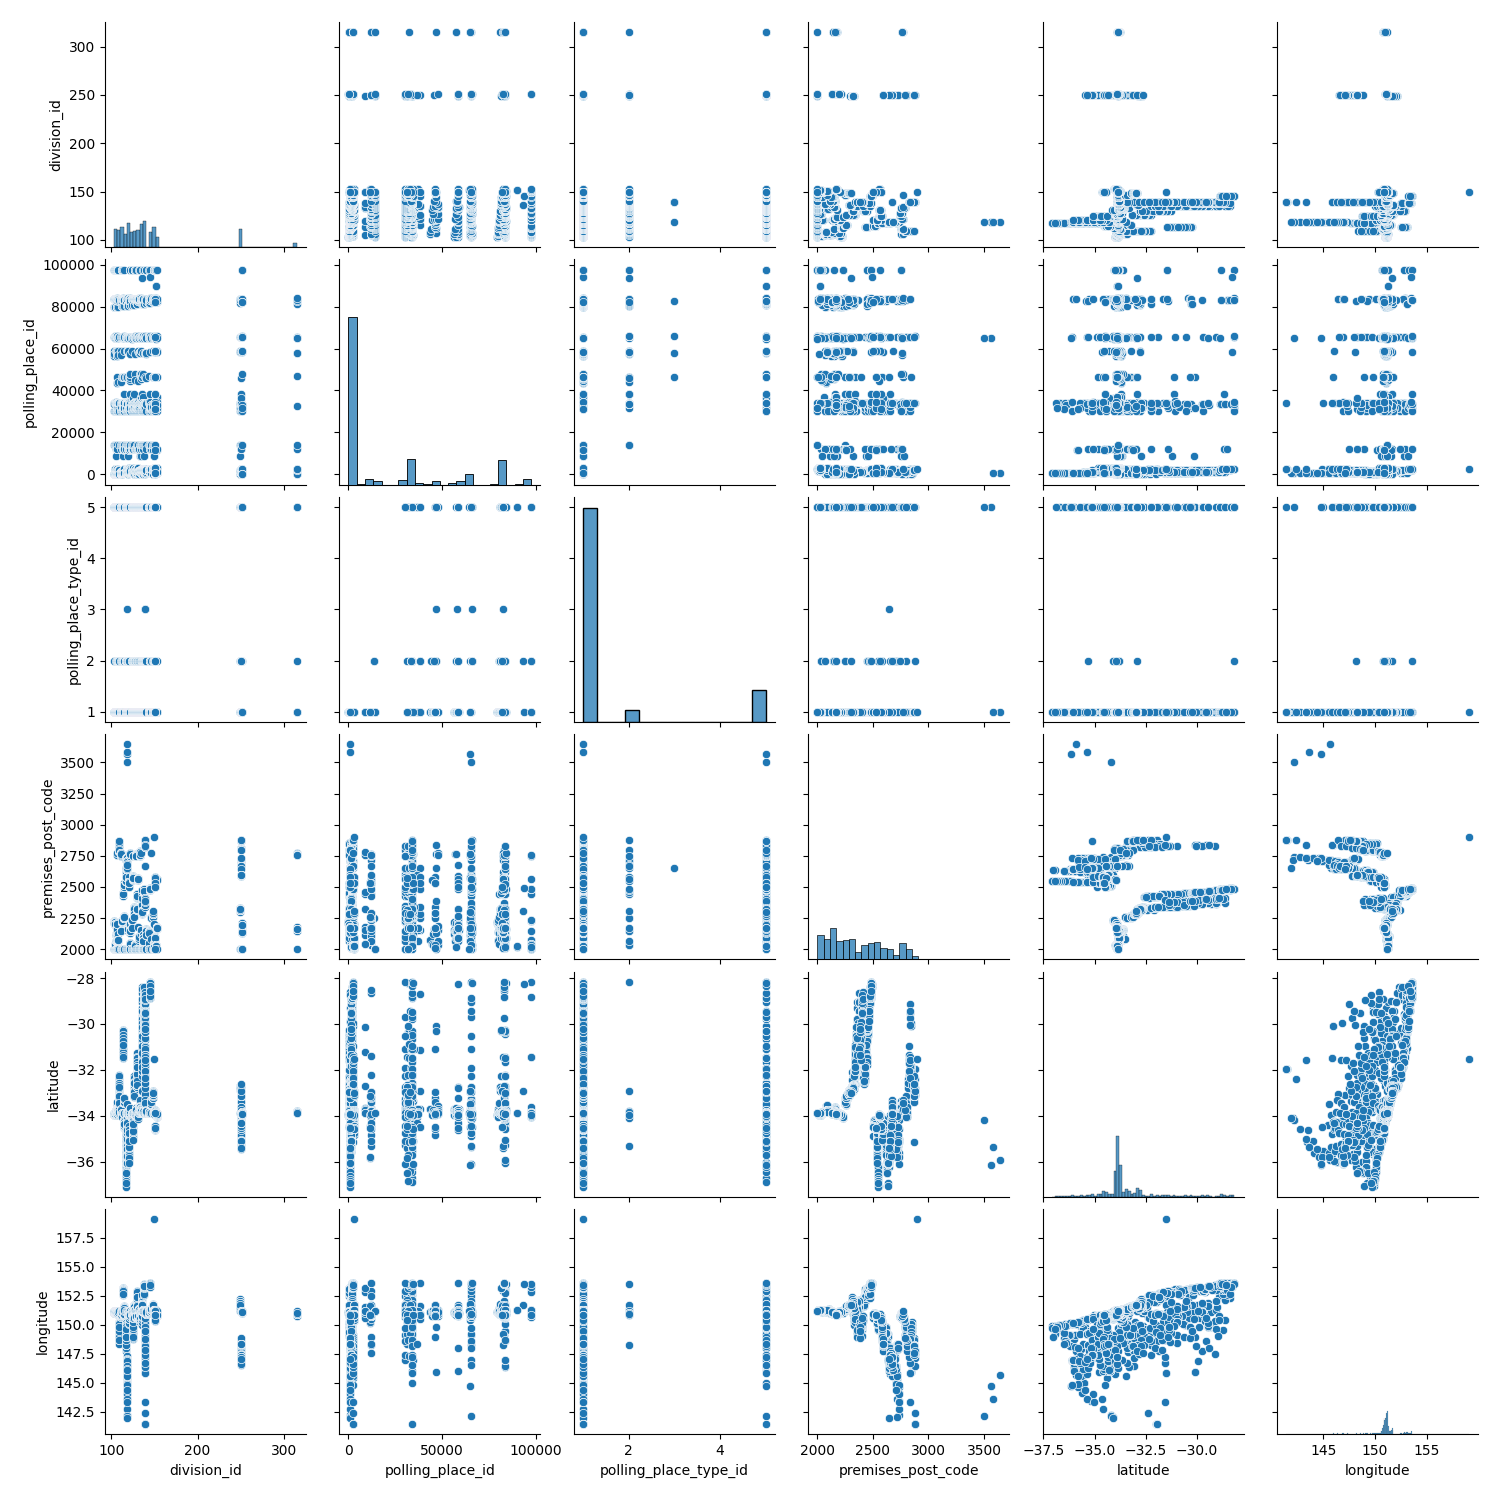 300
250
200
150
100
division_id
100000
80000
60000
40000
20000
0
polling_place_id
5
4
3
2
1
polling_place_type_id
3500
3250
3000
2750
2500
2250
2000
premises_post_code
−28
−30
−32
−34
−36
latitude
157.5
155.0
152.5
150.0
147.5
145.0
142.5
longitude
100 200 300
0 50000 100000
2 4
2000 2500 3000 3500
−37.5 −35.0 −32.5 −30.0
145 150 155
division_id
polling_place_id
polling_place_type_id
premises_post_code
latitude
longitude